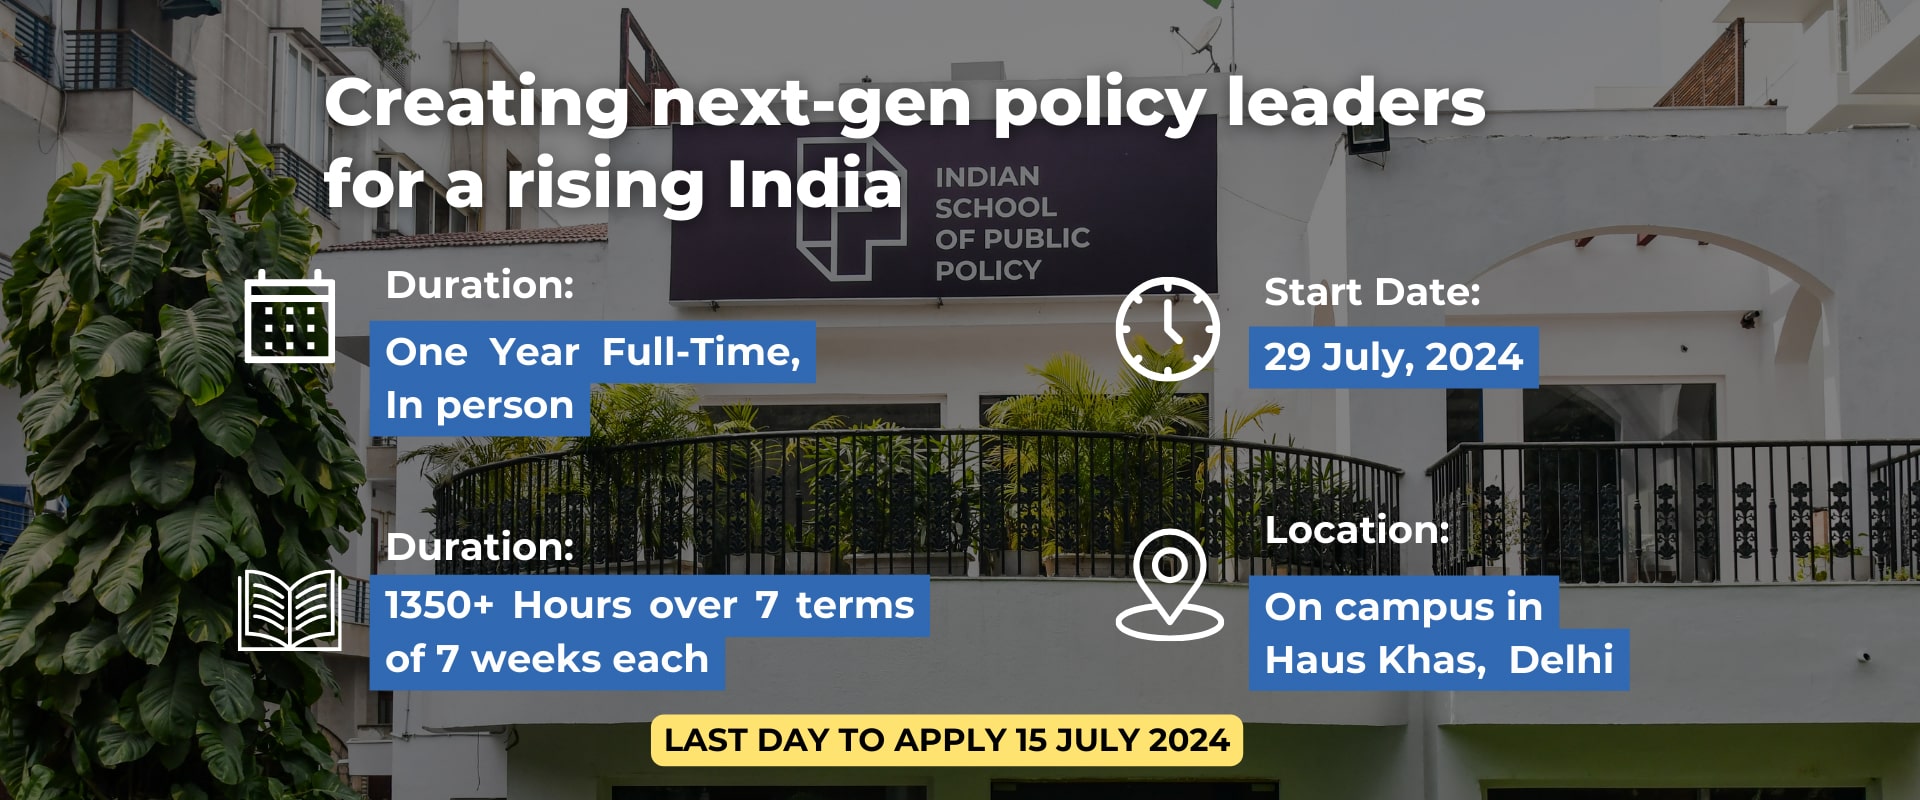 Creating next-gen policy leaders
for a rising India
INDIAN
SCHOOL
OF PUBLIC
POLICY
Duration:
One Year Full-Time,
In person
Start Date:
29 July, 2024
Duration:
1350+ Hours over 7 terms
of 7 weeks each
Location:
On campus in
Haus Khas, Delhi
LAST DAY TO APPLY 15 JULY 2024